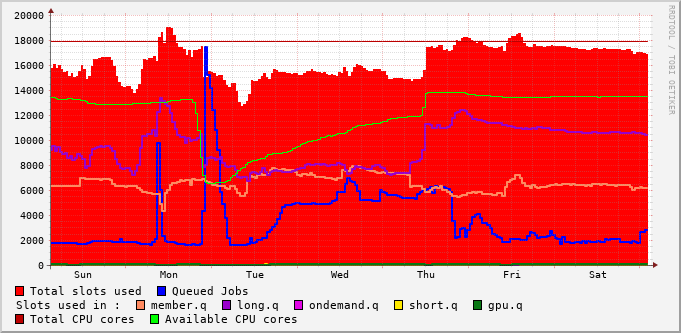 20000
18000
16000
14000
12000
10000
8000
6000
4000
2000
0
Sun Mon Tue Wed Thu Fri Sat
RRDTOOL / TOBI OETIKER
Total slots used Queued Jobs
Slots used in : member.q long.q ondemand.q short.q gpu.q
Total CPU cores Available CPU cores